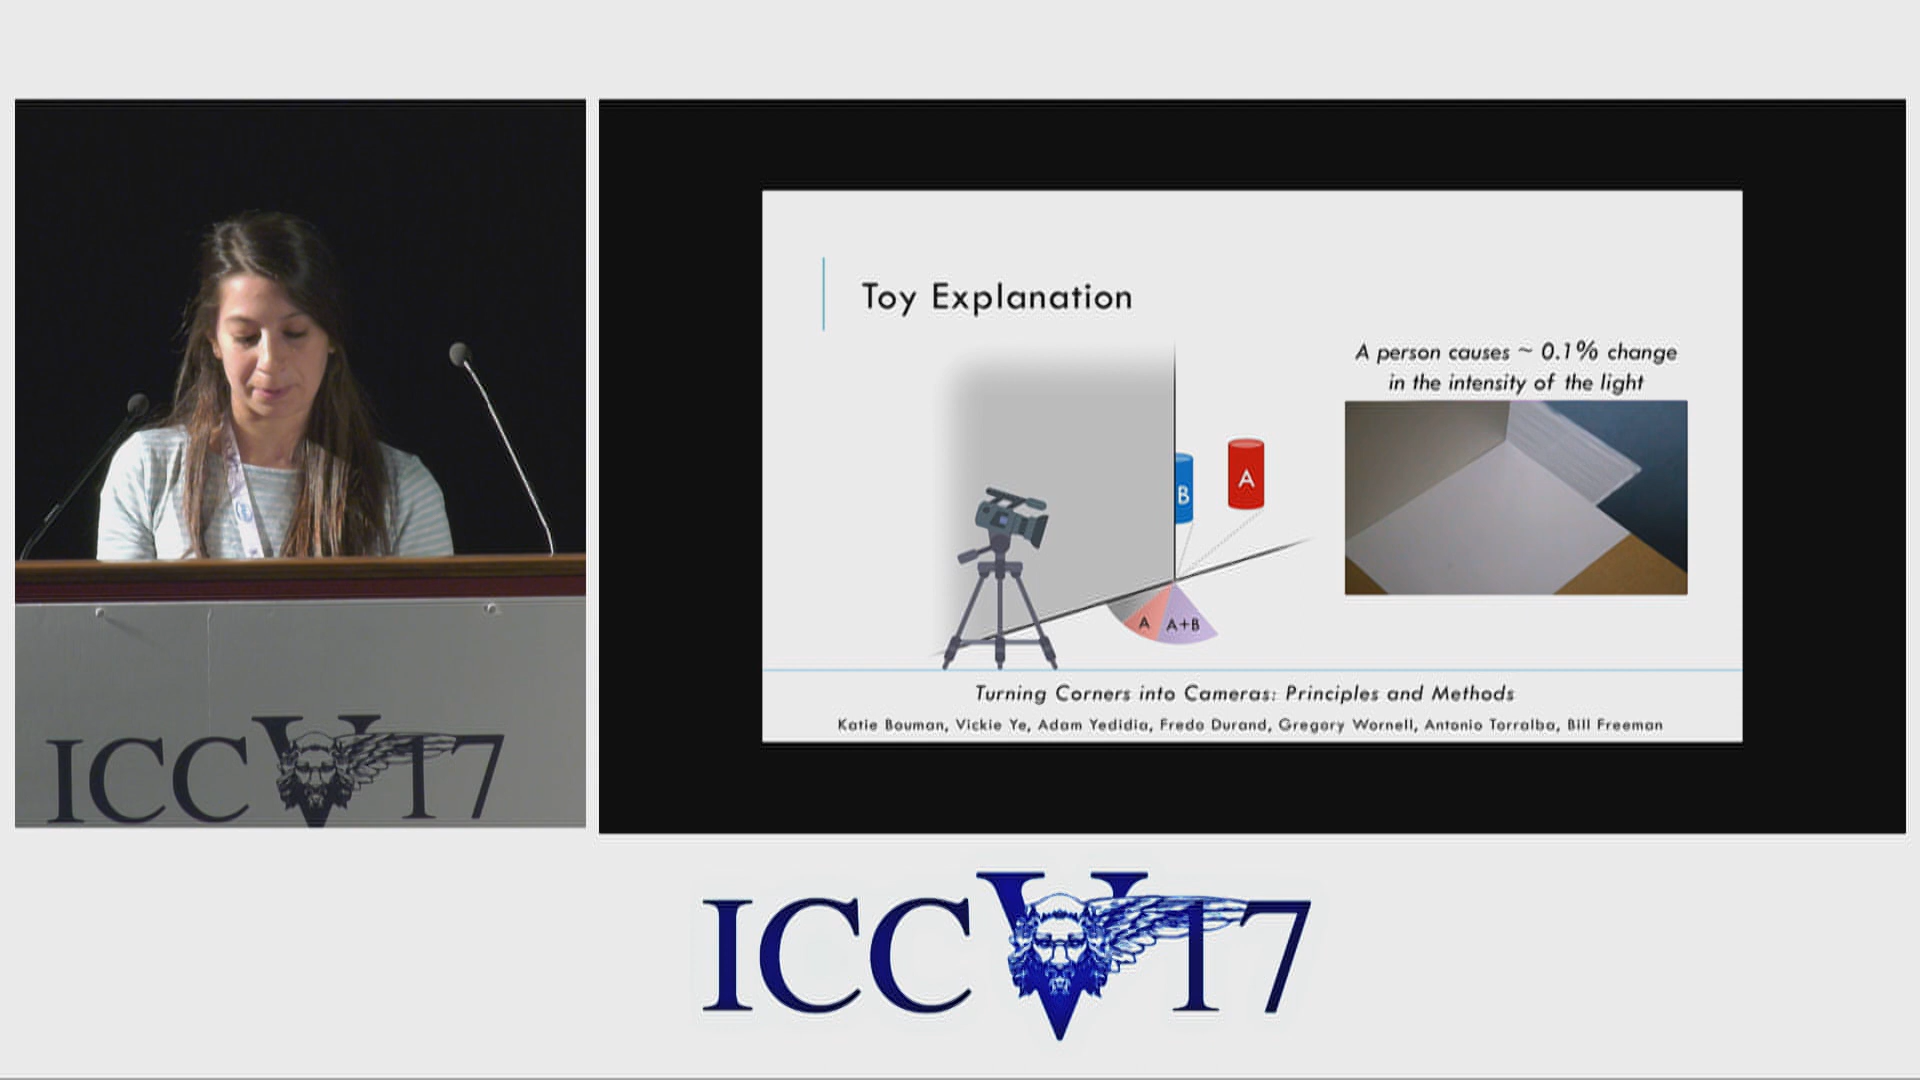 Toy Explanation
A person causes ~ 0.1% change
in the intensity of the light
B
A
A
A+B
Turning Corners into Cameras: Principles and Methods
Katie Bouman, Vickie Ye, Adam Yedidia, Fredo Durand, Gregory Wornell, Antonio Torralba, Bill Freeman
ICCV17
ICCV17